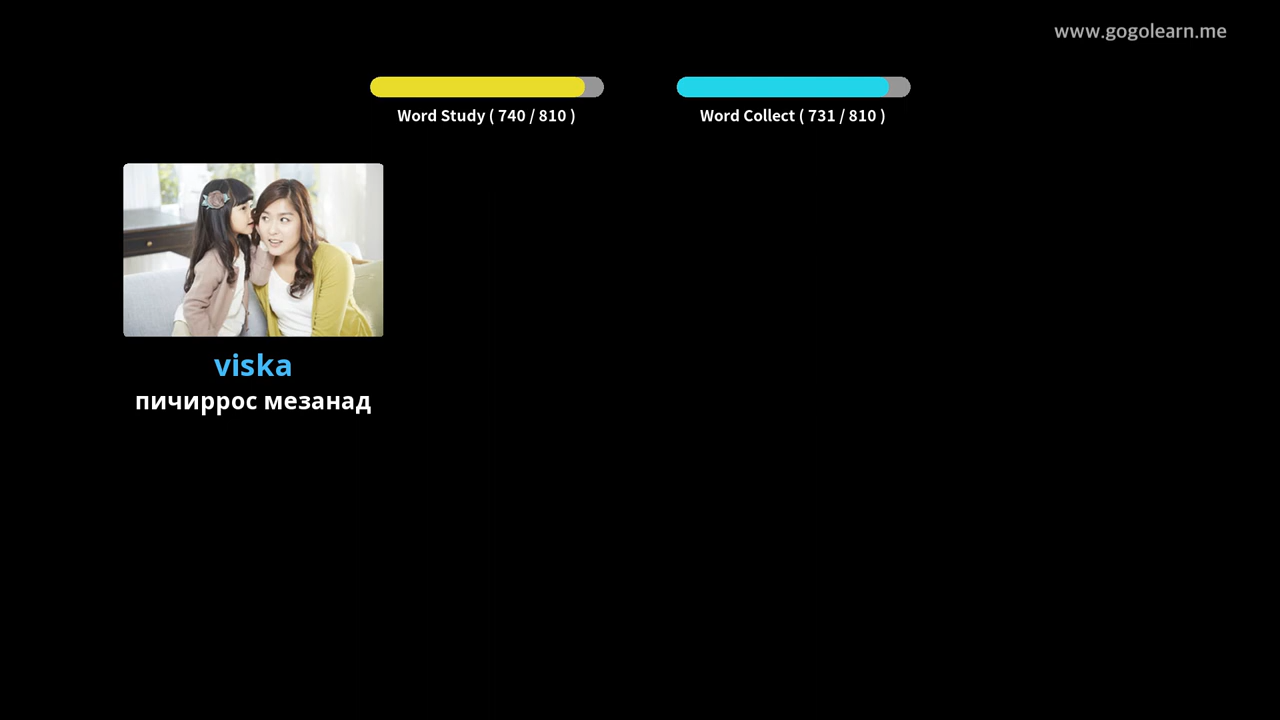 www.gogolearn.me
Word Study ( 740 / 810 )
Word Collect ( 731 / 810 )
viska
пичиррос мезанад